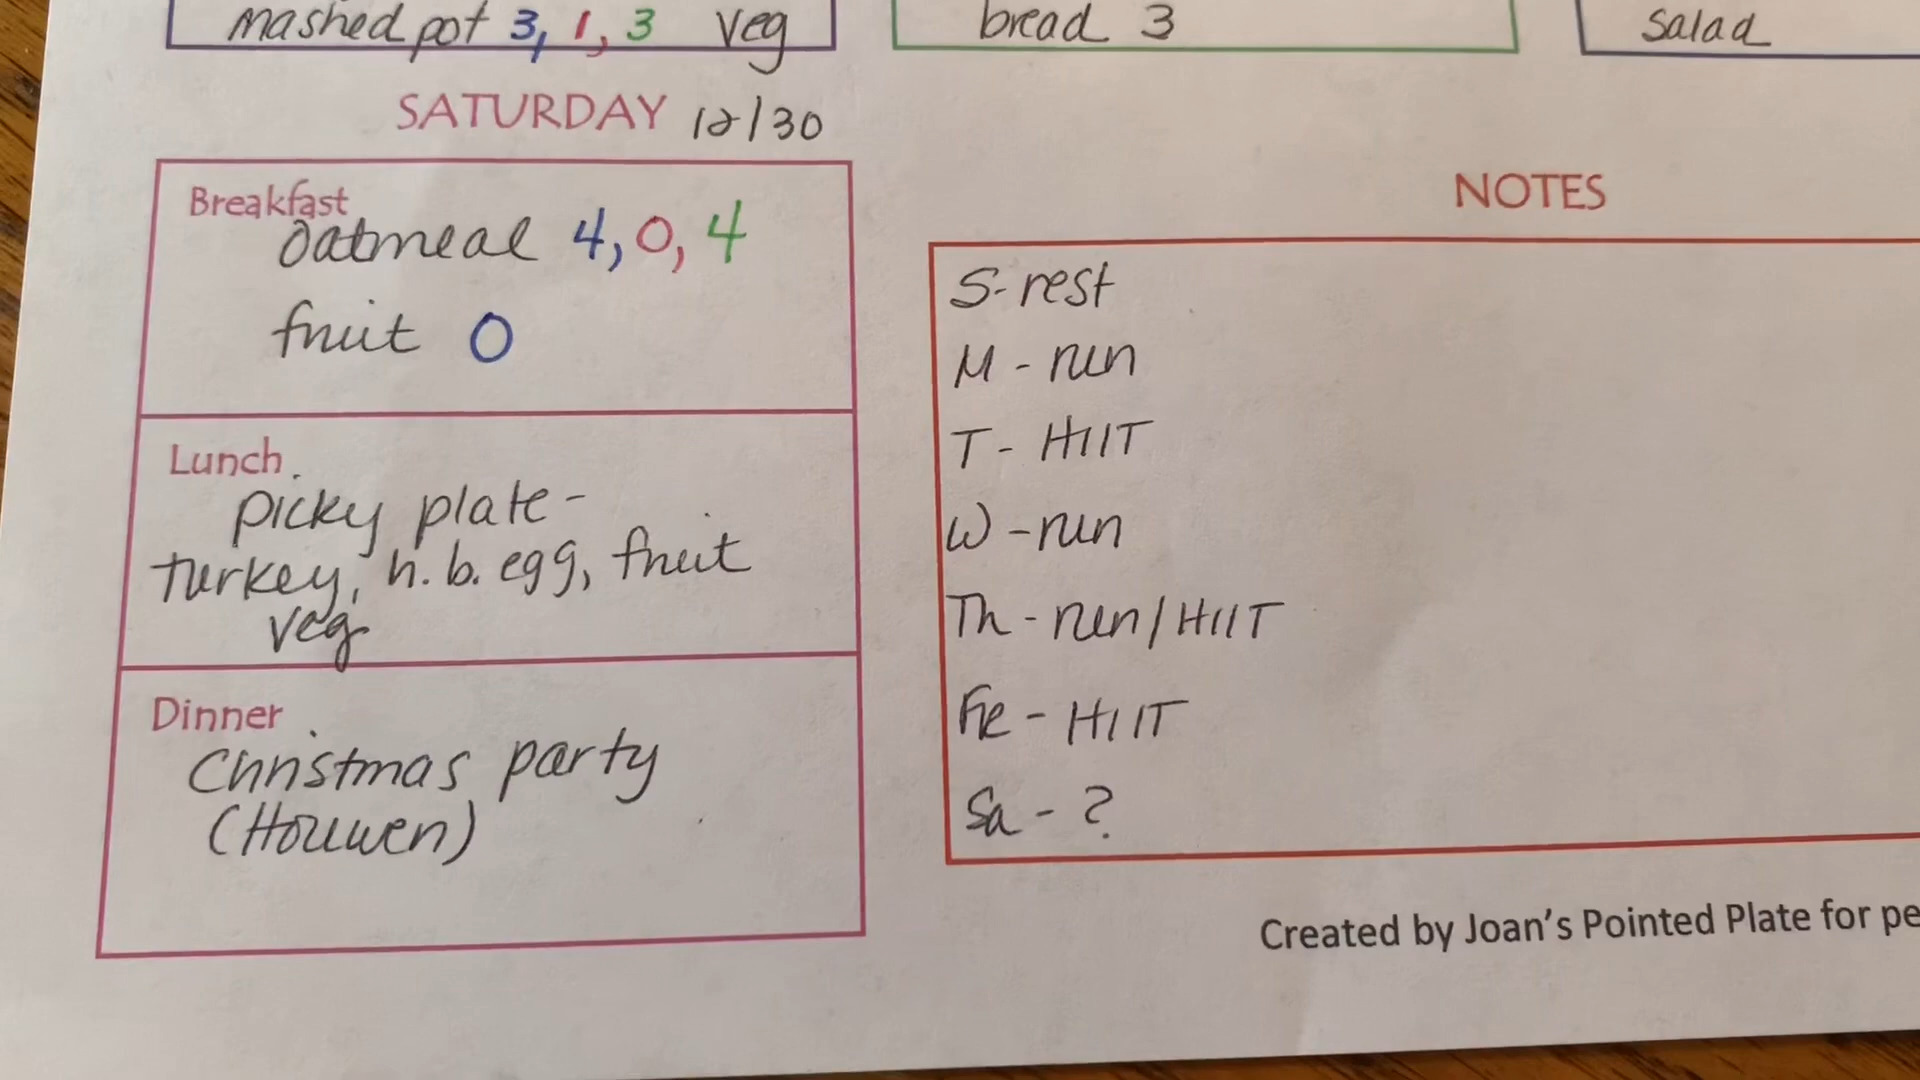 mashed pot 3, 1, 3 veg
bread 3
salad
SATURDAY 12/30
Breakfast
oatmeal 4, 0, 4
fruit 0
Lunch
picky plate -
turkey, h.b. egg, fruit
veg
Dinner
Christmas party
(Houwen)
NOTES
S- rest
M - run
T - HIIT
W - run
Th - run / HIIT
Fr - HIIT
Sa - ?
Created by Joan's Pointed Plate for pe